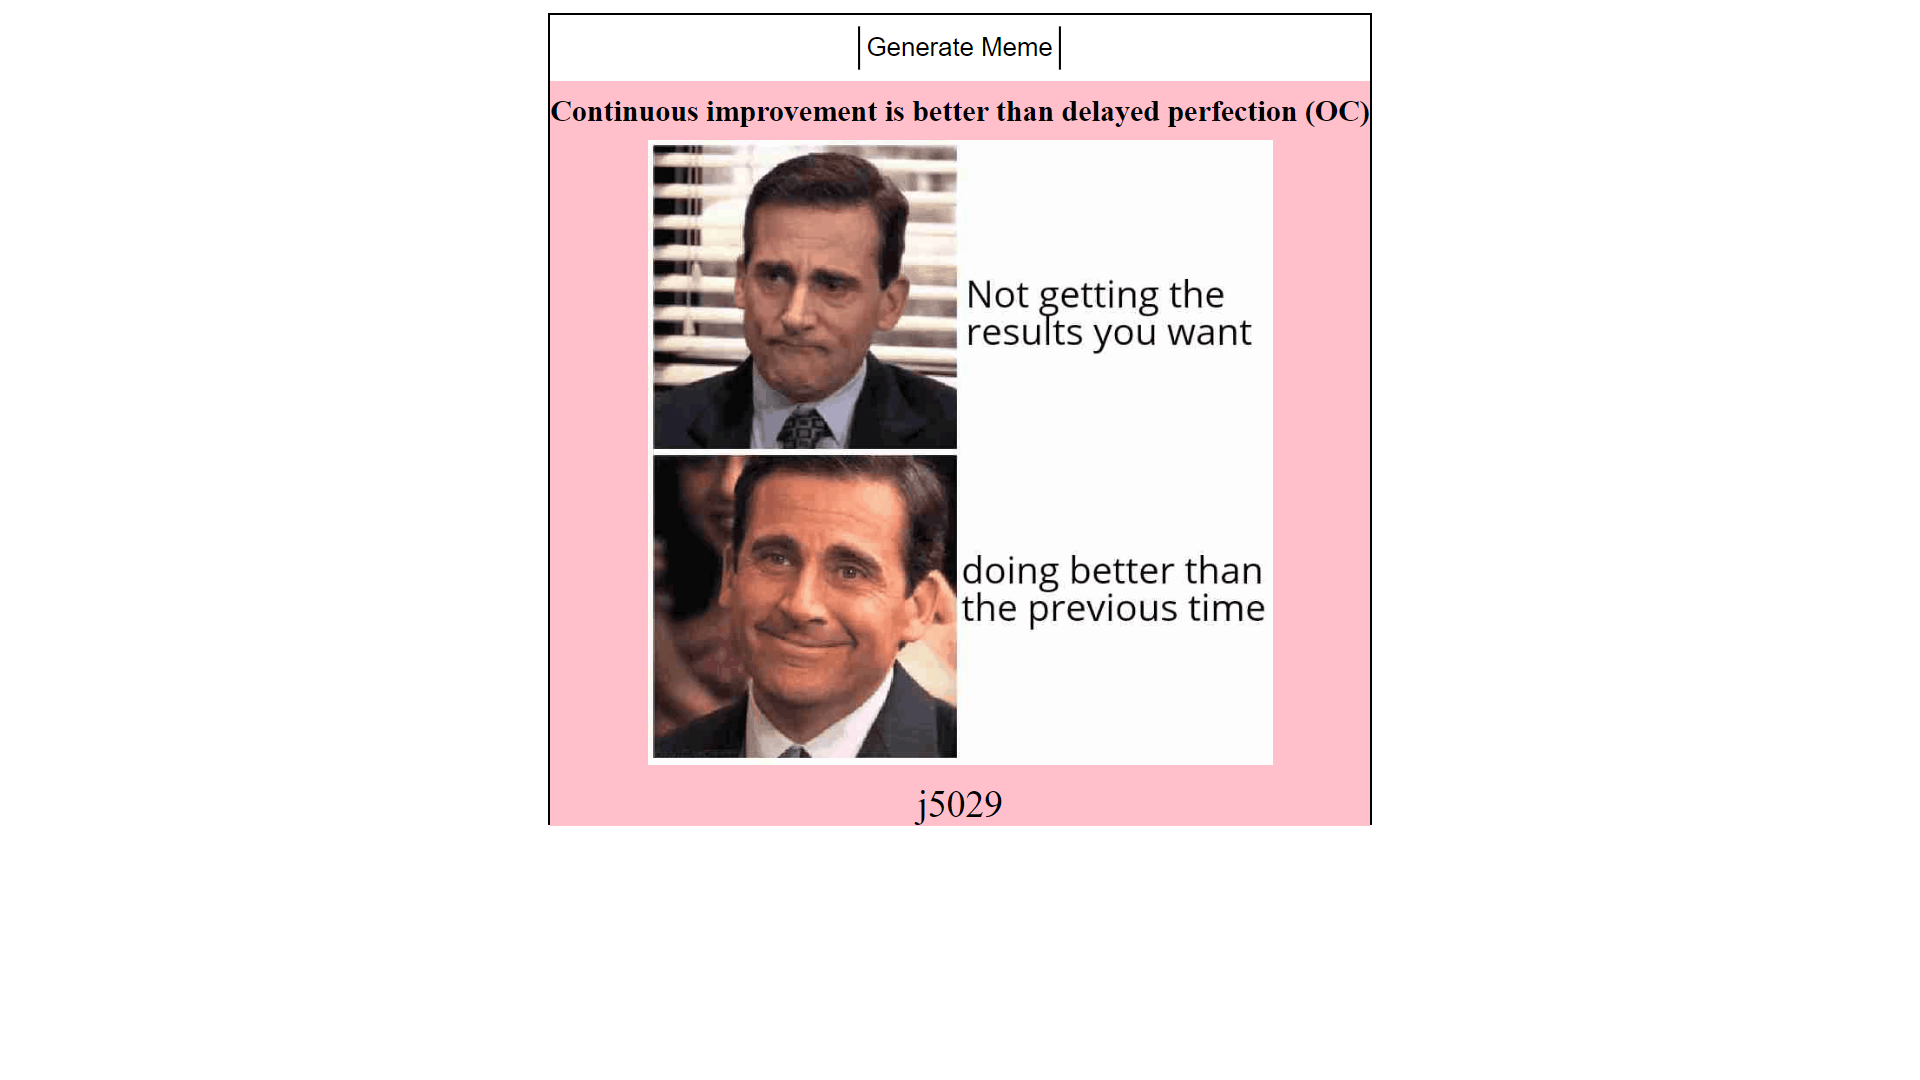 Generate Meme
Continuous improvement is better than delayed perfection (OC)
Not getting the
results you want
doing better than
the previous time
j5029